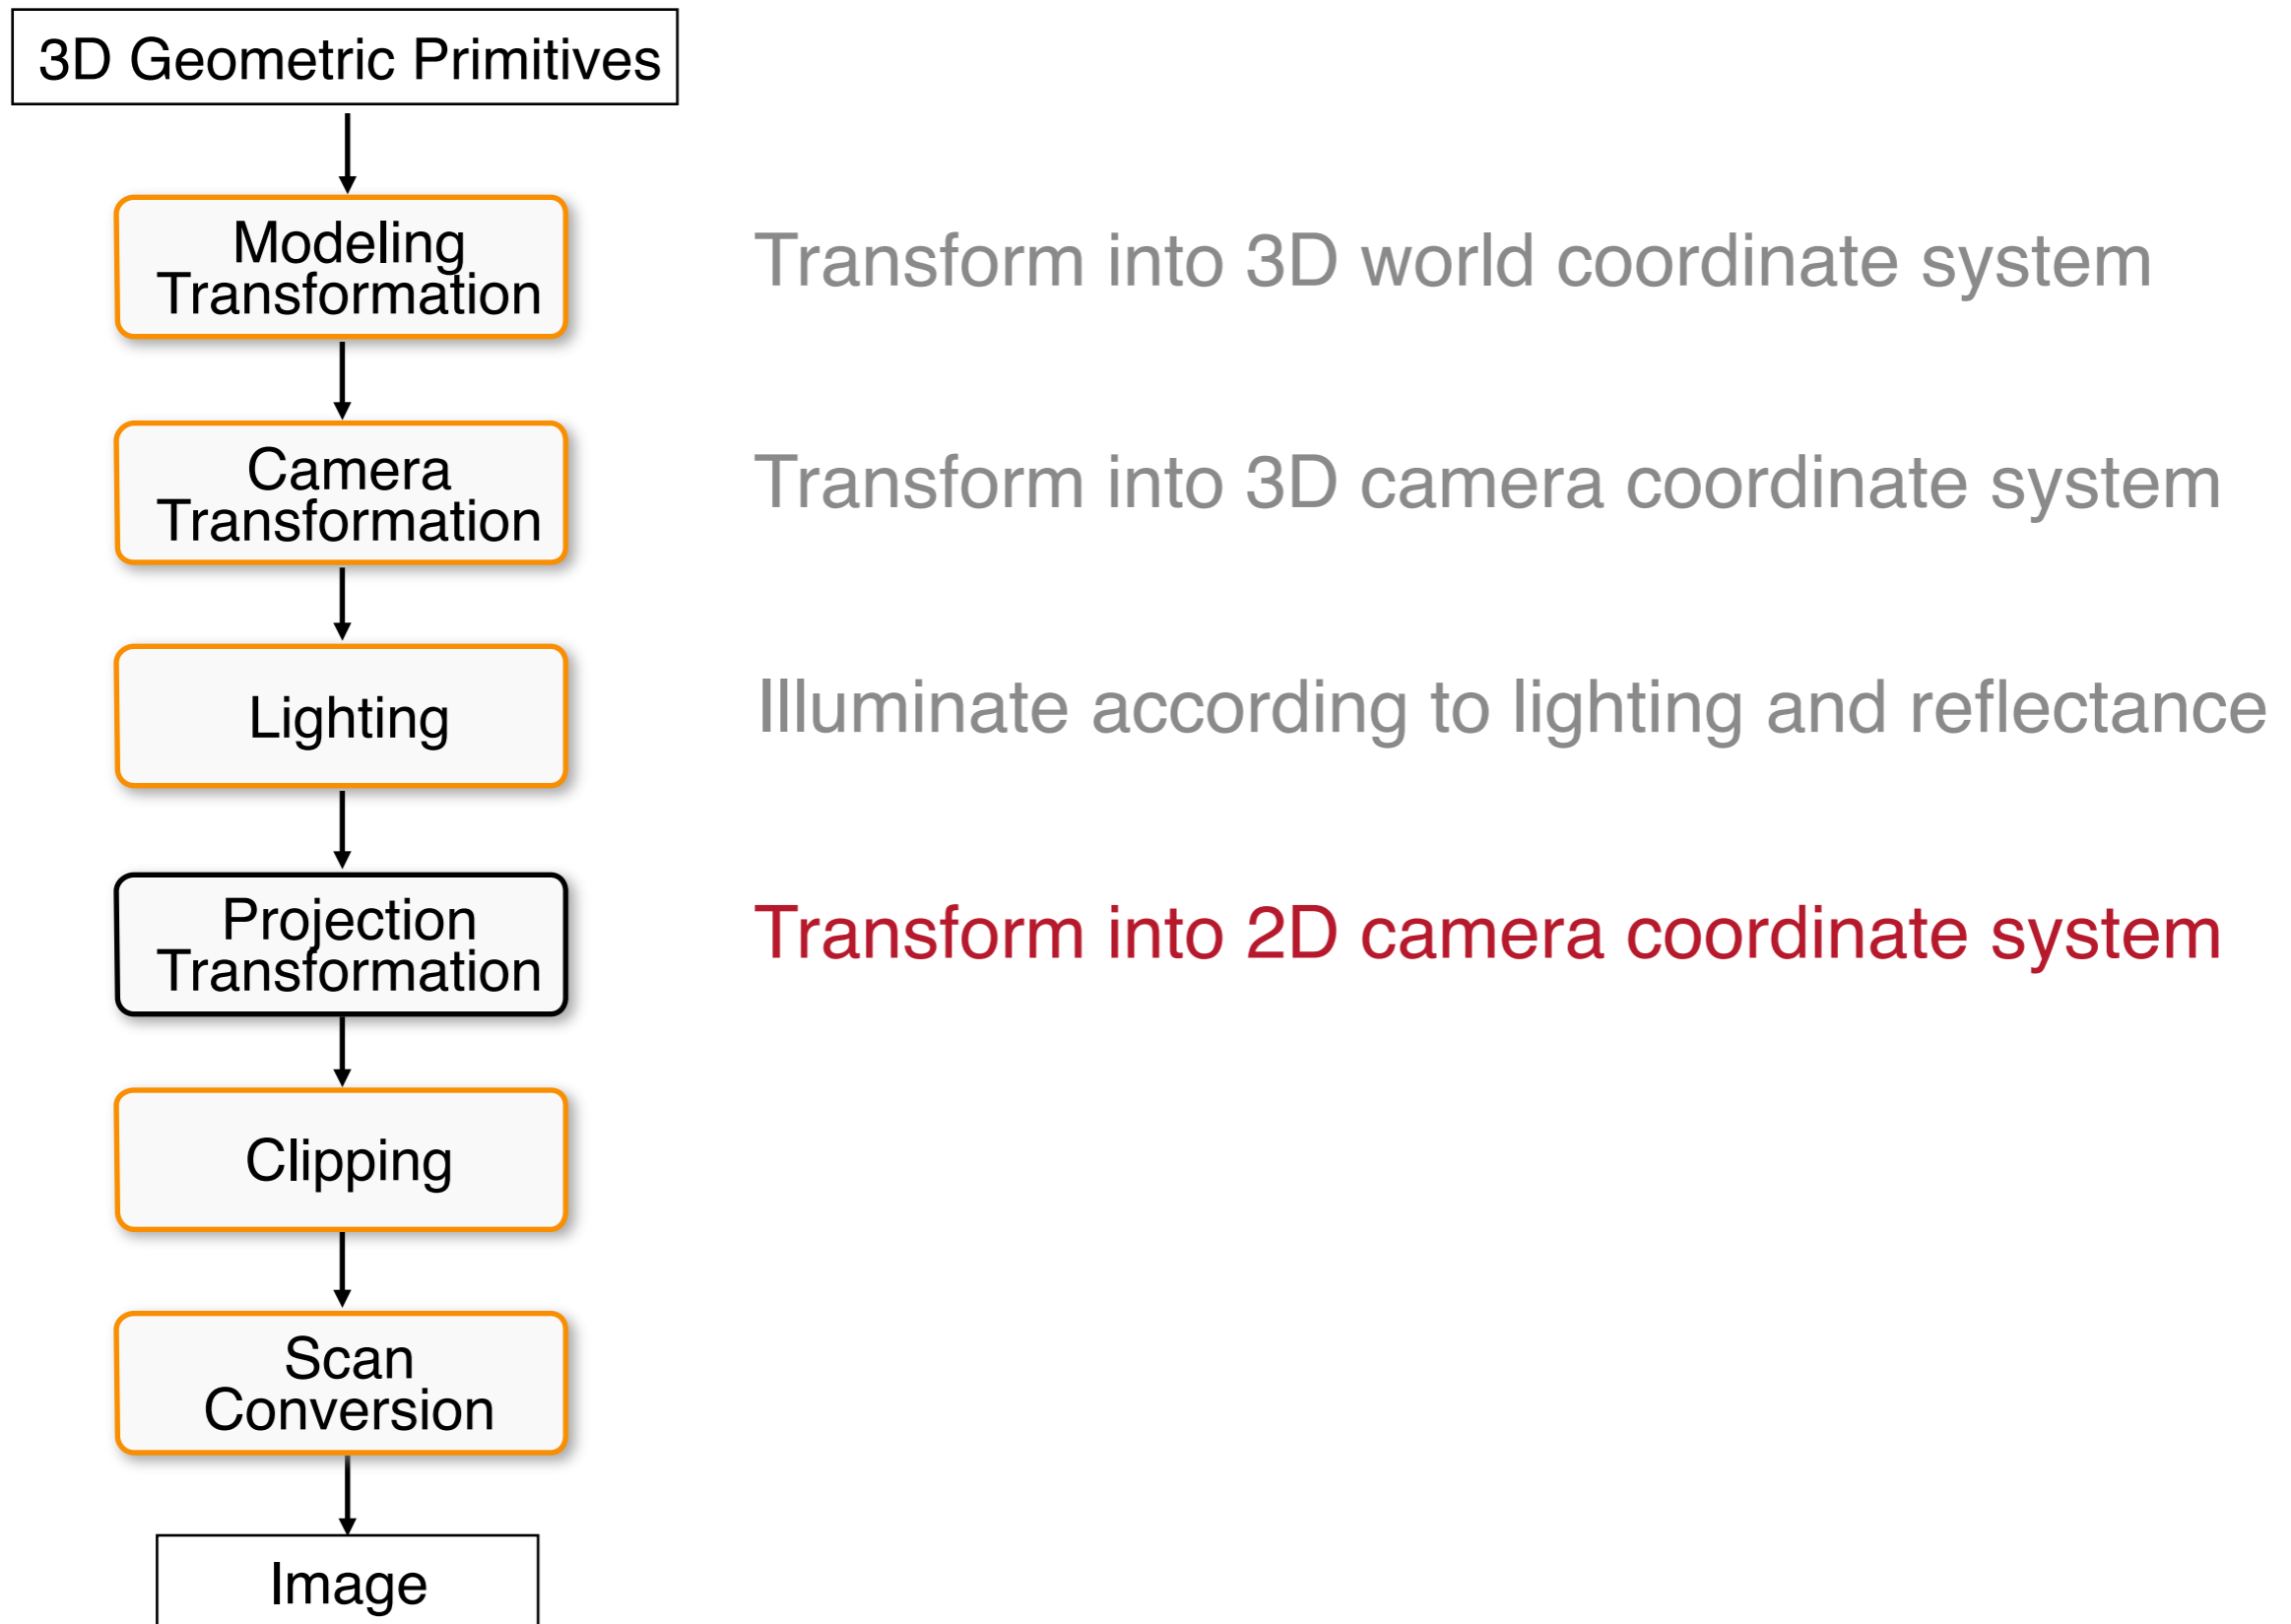 3D Geometric Primitives
Modeling
Transformation
Transform into 3D world coordinate system
Camera
Transformation
Transform into 3D camera coordinate system
Lighting
Illuminate according to lighting and reflectance
Projection
Transformation
Transform into 2D camera coordinate system
Clipping
Scan
Conversion
Image